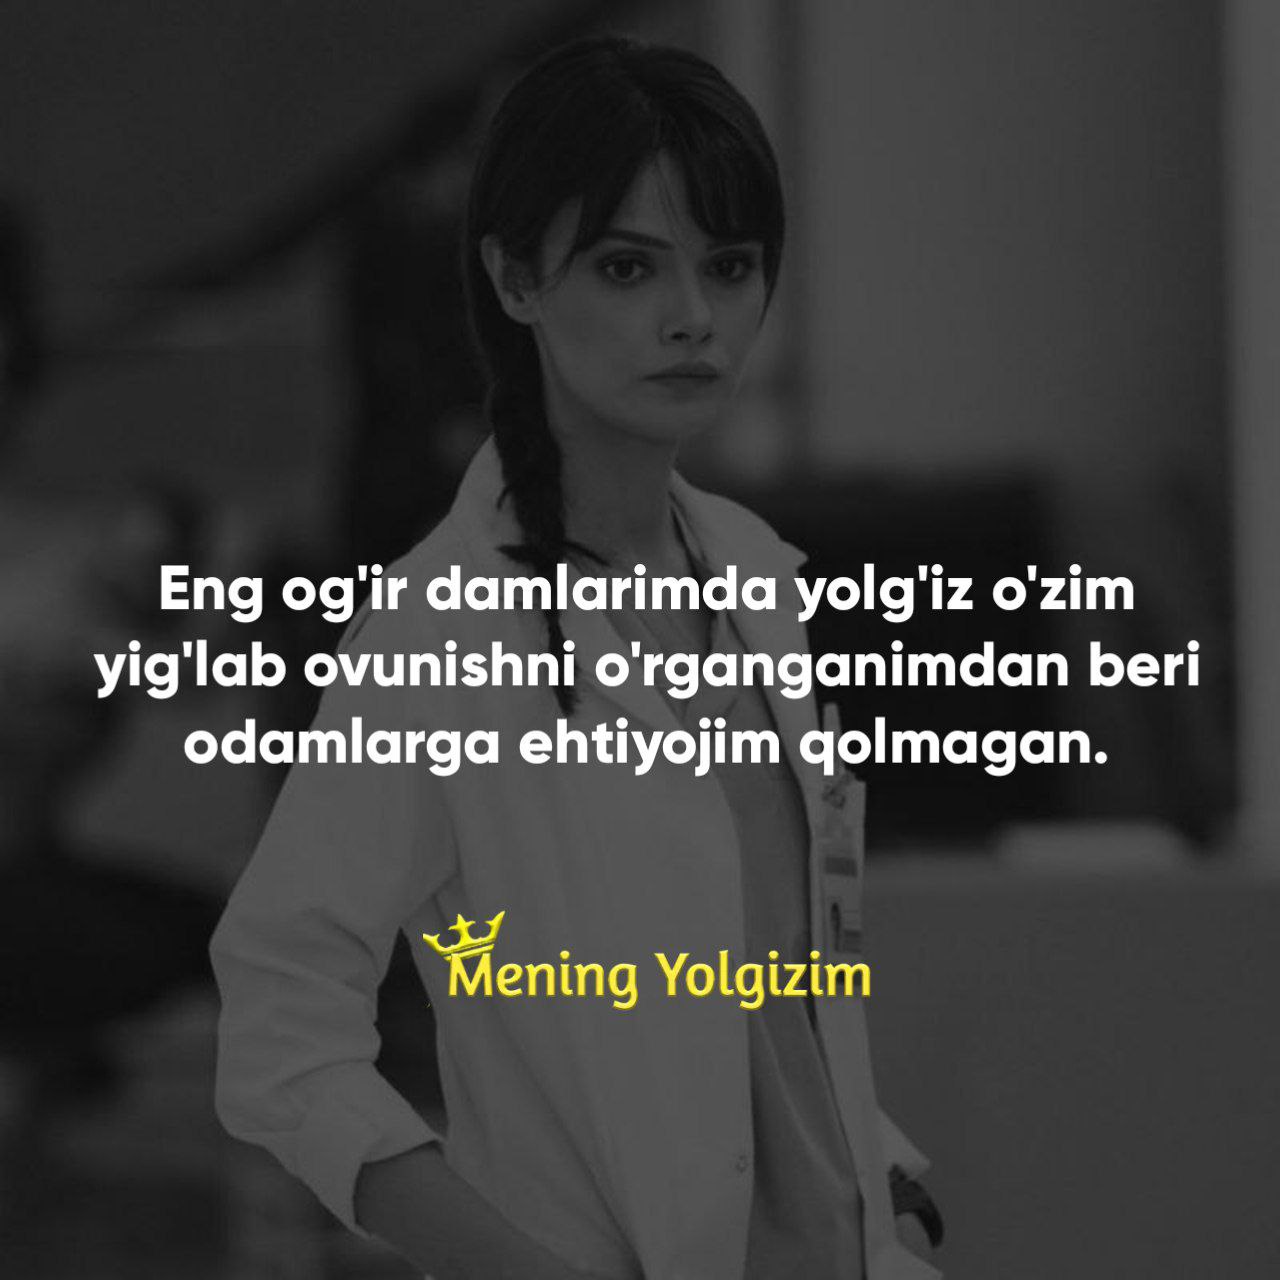 Eng og'ir damlarimda yolg'iz o'zim
yig'lab ovunishni o'rganganimdan beri
odamlarga ehtiyojim qolmagan.
Mening Yolgizim